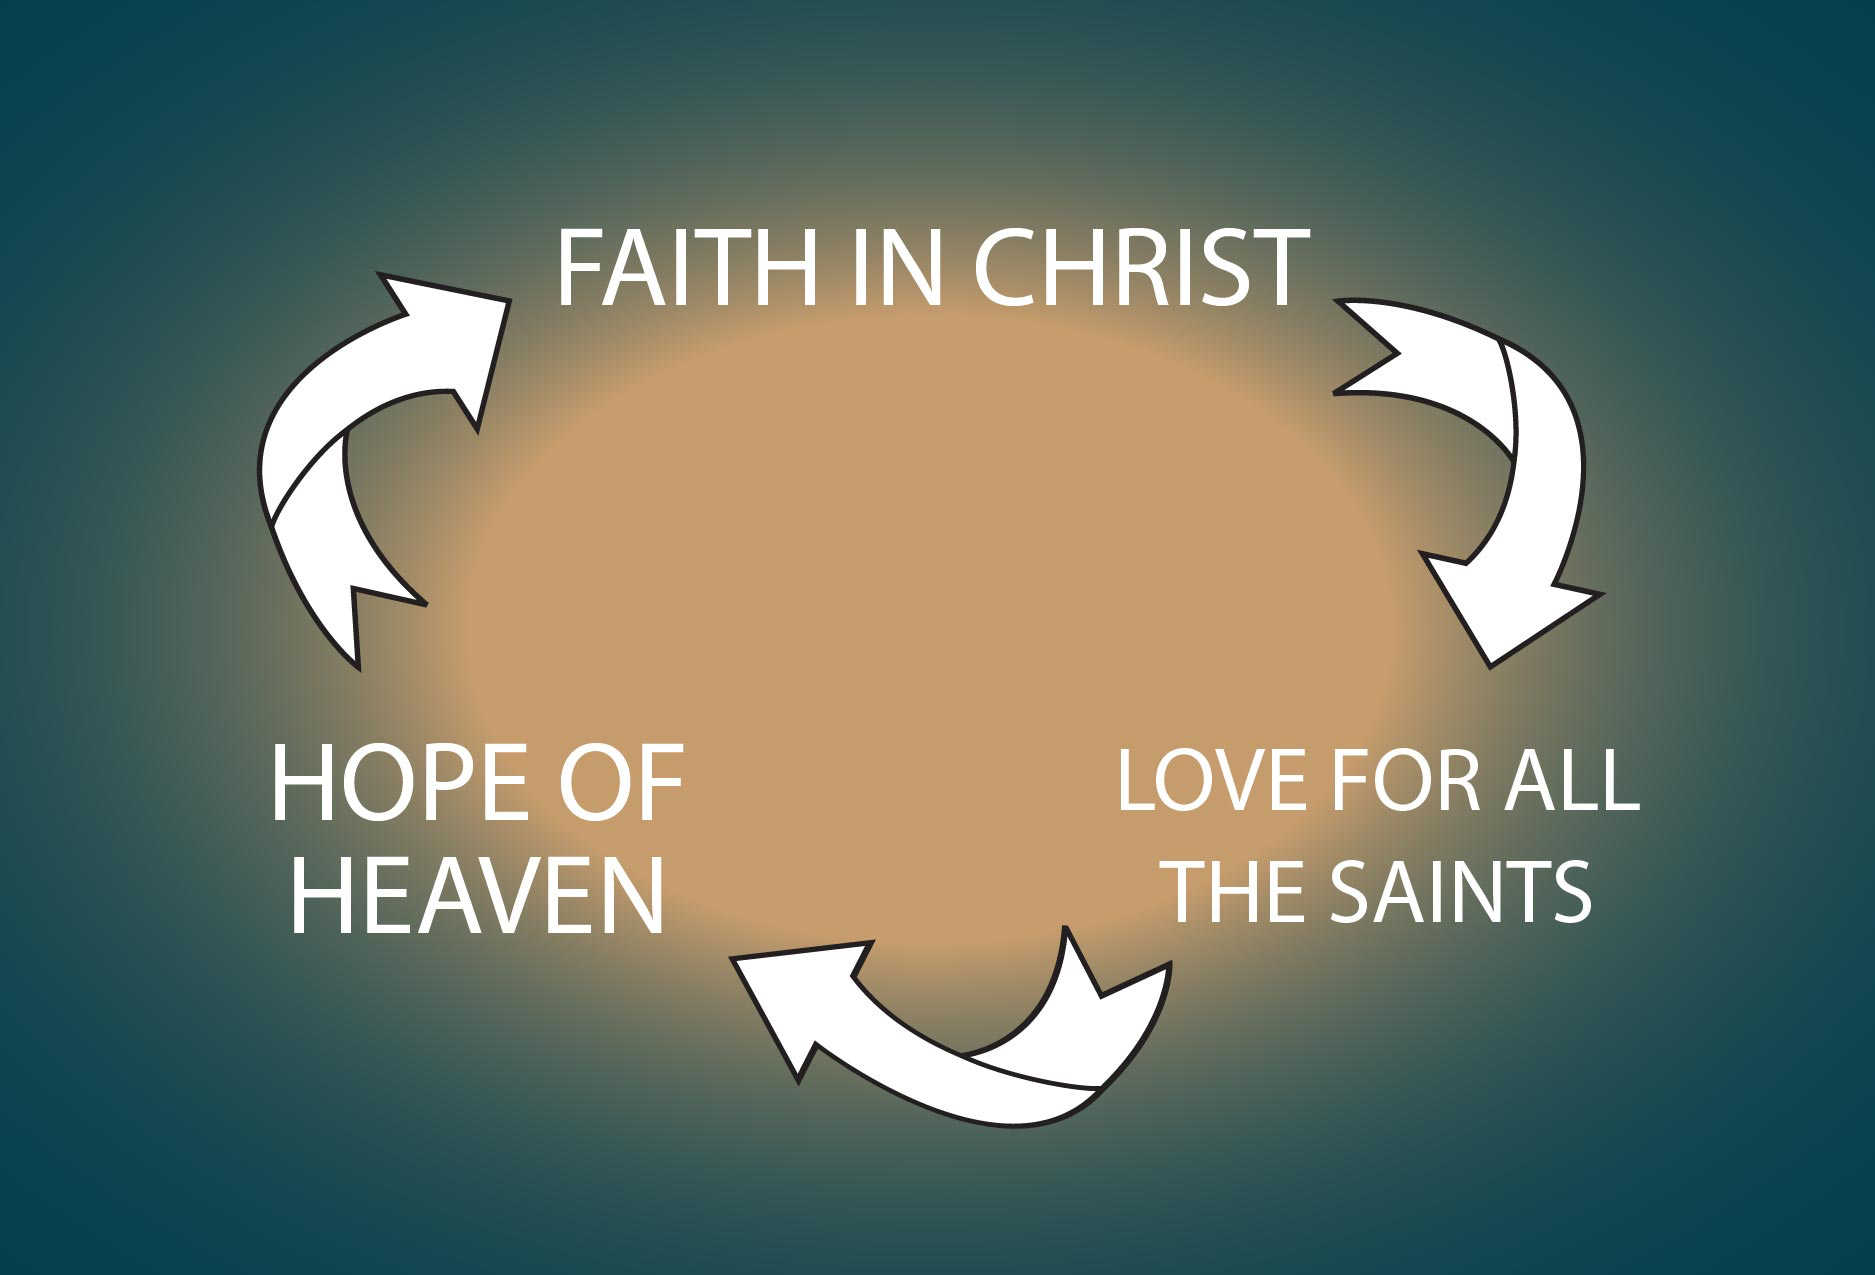 FAITH IN CHRIST
HOPE OF
HEAVEN
LOVE FOR ALL
THE SAINTS